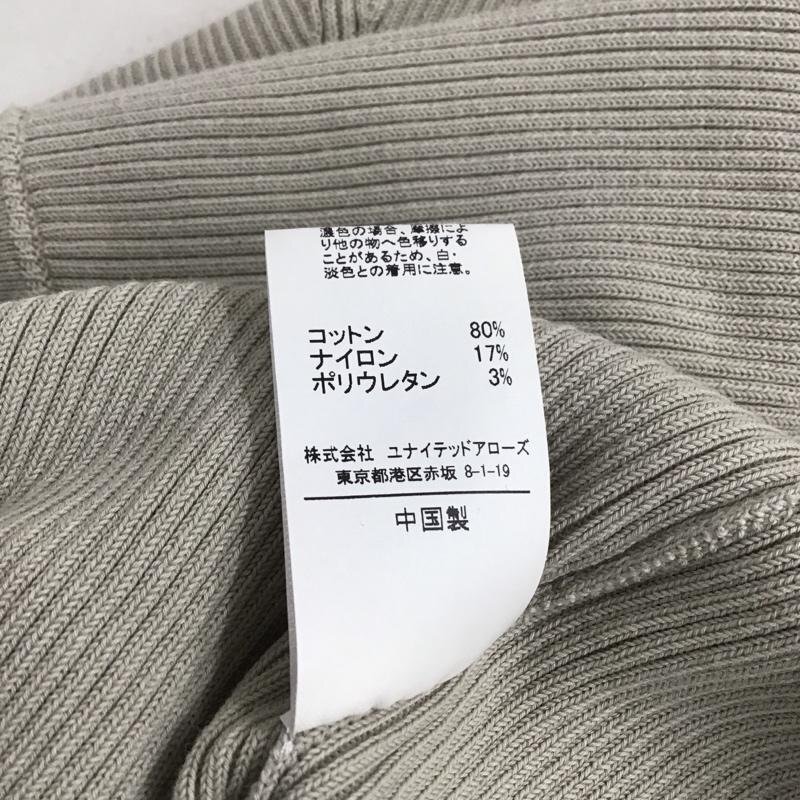 濃色の場合、摩擦によ
り他の物へ色移りする
ことがあるため、白・
淡色との着用に注意。
コットン 80%
ナイロン 17%
ポリウレタン 3%
株式会社 ユナイテッドアローズ
東京都港区赤坂 8-1-19
中国製